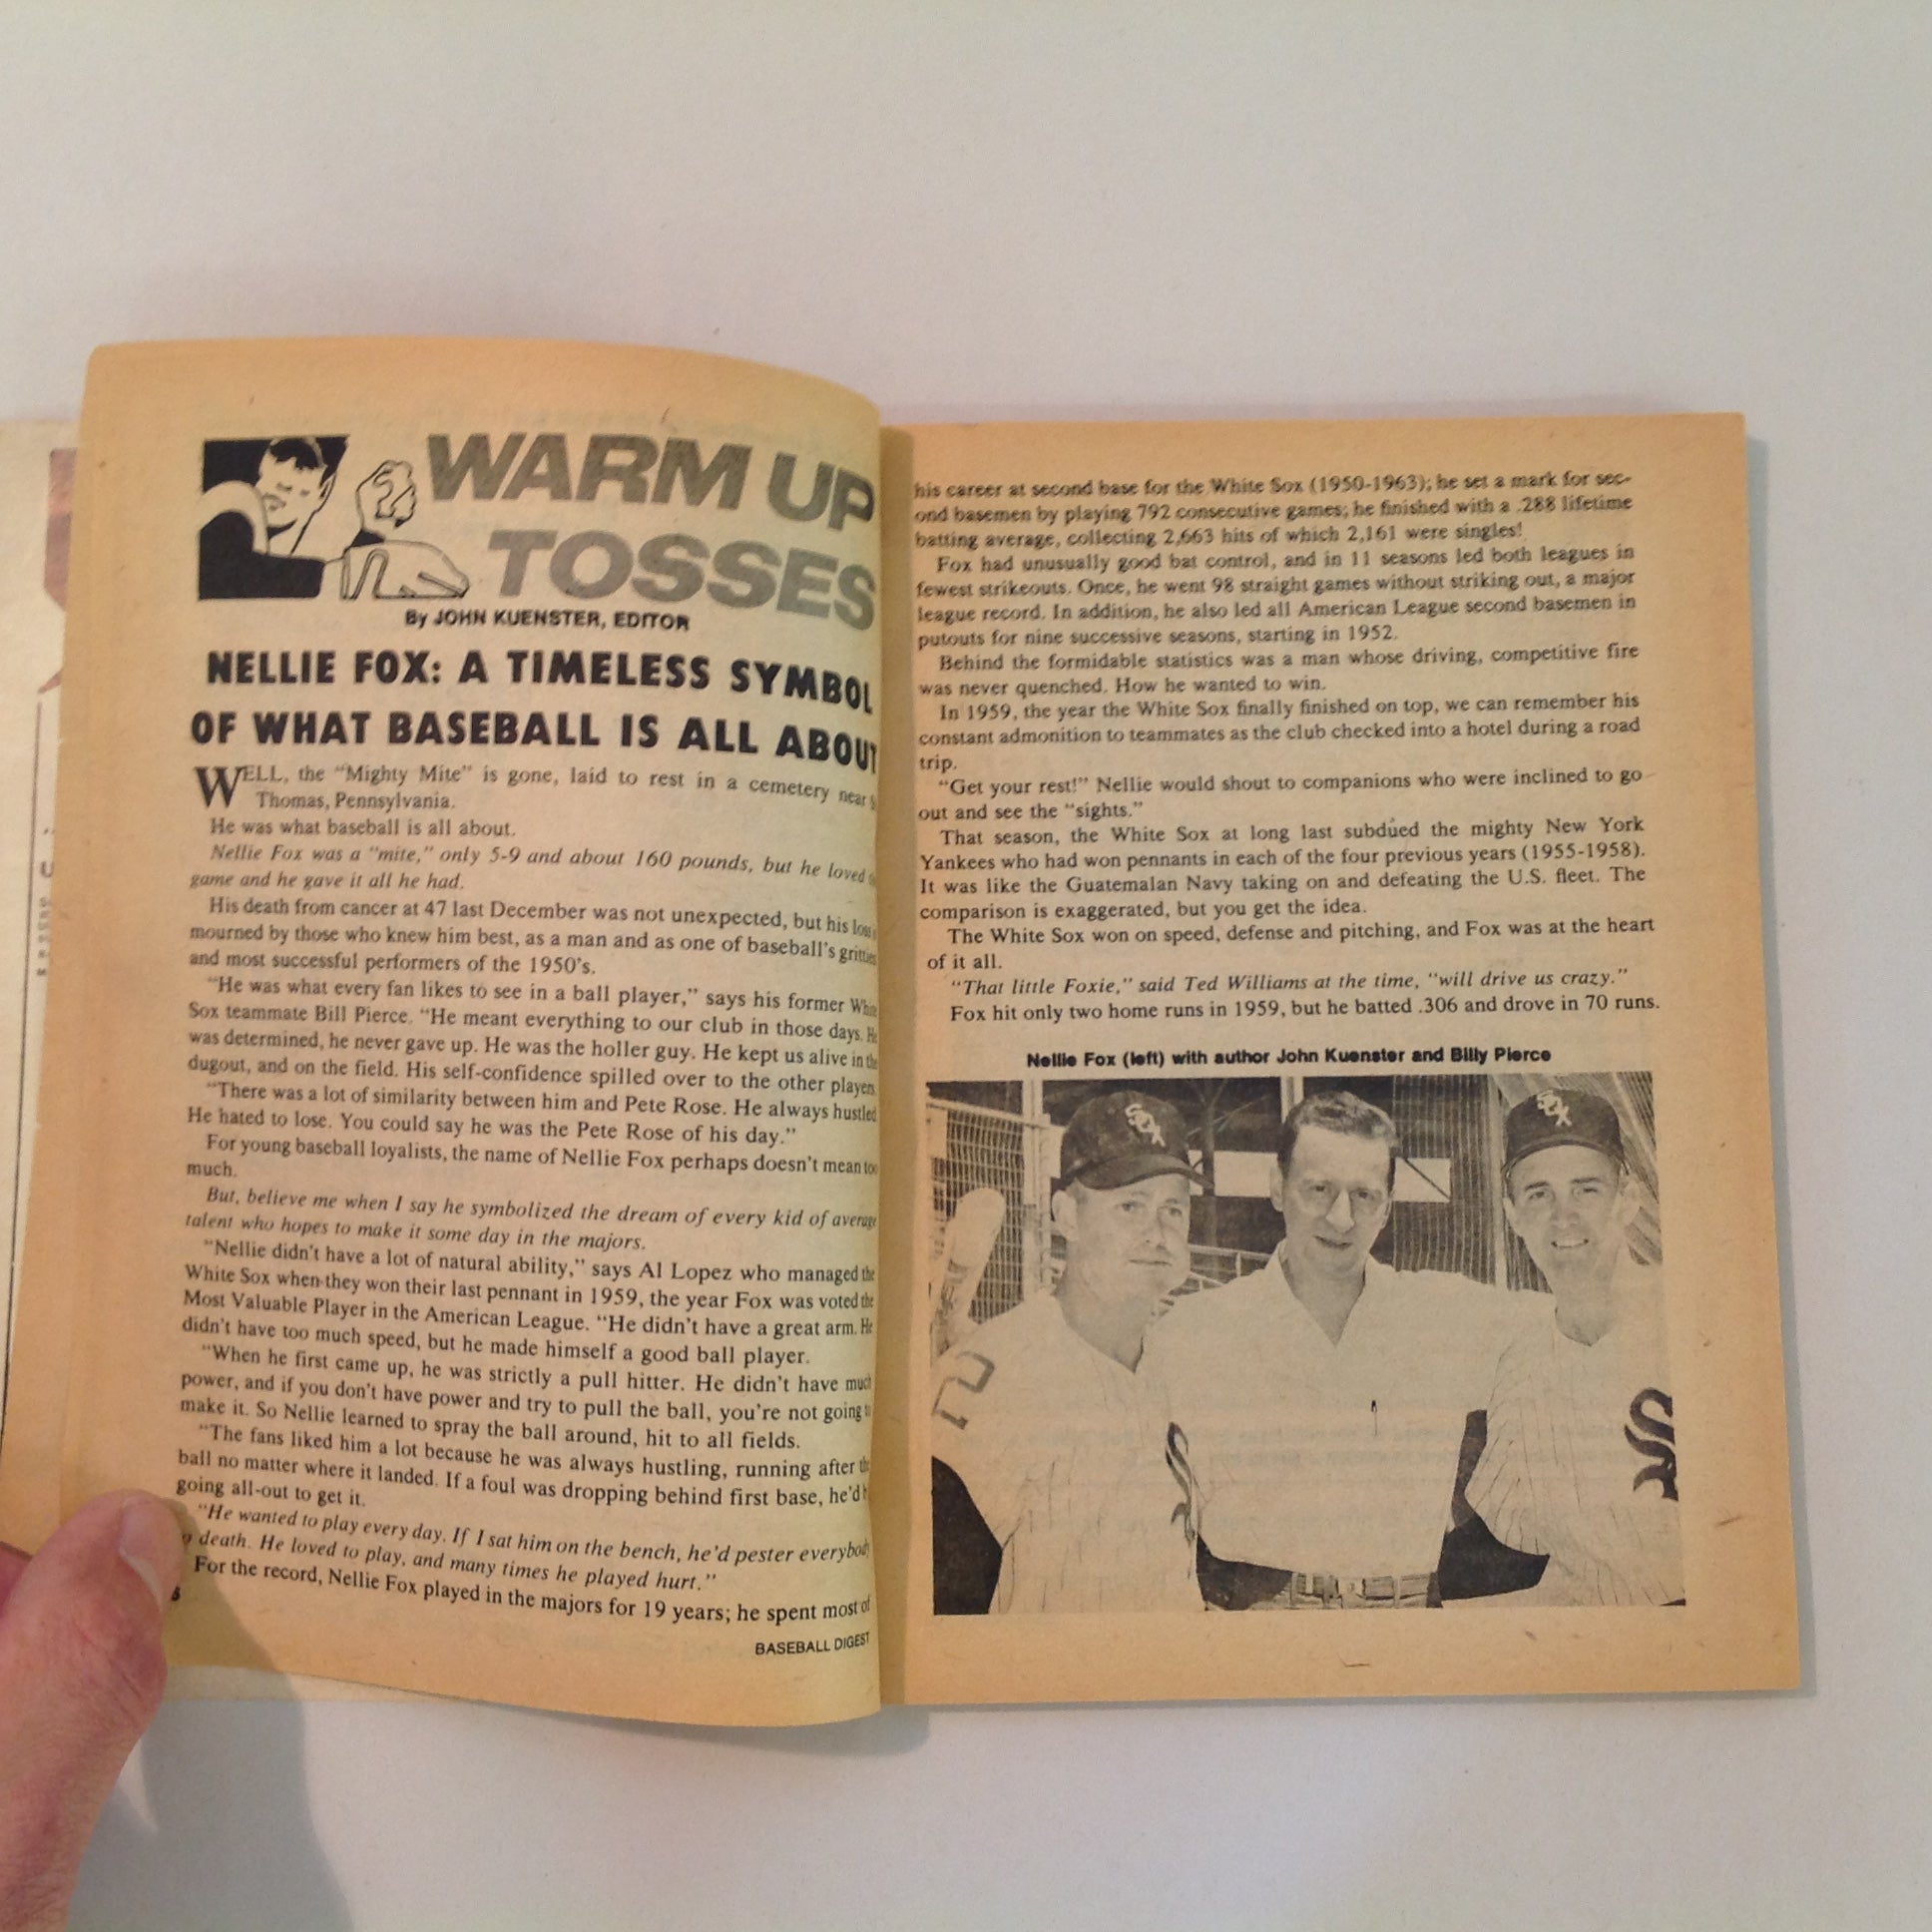 WARM UP
TOSSES
By JOHN KUENSTER, EDITOR
NELLIE FOX: A TIMELESS SYMBOL
OF WHAT BASEBALL IS ALL ABOUT
WELL, the "Mighty Mite" is gone, laid to rest in a cemetery near
Thomas, Pennsylvania.
He was what baseball is all about.
Nellie Fox was a "mite," only 5-9 and about 160 pounds, but he loved
game and he gave it all he had.
His death from cancer at 47 last December was not unexpected, but his loss
mourned by those who knew him best, as a man and as one of baseball's
and most successful performers of the 1950's.
"He was what every fan likes to see in a ball player," says his former White
Sox teammate Bill Pierce. "He meant everything to our club in those days. He
was determined, he never gave up. He was the holler guy. He kept us alive in the
dugout, and on the field. His self-confidence spilled over to the other players.
"There was a lot of similarity between him and Pete Rose. He always hustled
He hated to lose. You could say he was the Pete Rose of his day."
For young baseball loyalists, the name of Nellie Fox perhaps doesn't mean too
much.
But, believe me when I say he symbolized the dream of every kid of average
talent who hopes to make it some day in the majors.
"Nellie didn't have a lot of natural ability," says Al Lopez who managed the
White Sox when they won their last pennant in 1959, the year Fox was voted the
Most Valuable Player in the American League. "He didn't have a great arm. He
didn't have too much speed, but he made himself a good ball player.
"When he first came up, he was strictly a pull hitter. He didn't have much
power, and if you don't have power and try to pull the ball, you're not going to
make it. So Nellie learned to spray the ball around, hit to all fields.
"The fans liked him a lot because he was always hustling, running after the
ball no matter where it landed. If a foul was dropping behind first base, he'd
going all-out to get it.
"He wanted to play every day. If I sat him on the bench, he'd pester everybody
death. He loved to play, and many times he played hurt."
For the record, Nellie Fox played in the majors for 19 years; he spent most of
BASEBALL DIGEST
his career at second base for the White Sox (1950-1963); he set a mark for sec-
ond basemen by playing 792 consecutive games; he finished with a .288 lifetime
batting average, collecting 2,663 hits of which 2,161 were singles!
Fox had unusually good bat control, and in 11 seasons led both leagues in
fewest strikeouts. Once, he went 98 straight games without striking out, a major
league record. In addition, he also led all American League second basemen in
putouts for nine successive seasons, starting in 1952.
Behind the formidable statistics was a man whose driving, competitive fire
was never quenched. How he wanted to win.
In 1959, the year the White Sox finally finished on top, we can remember his
constant admonition to teammates as the club checked into a hotel during a road
trip.
"Get your rest!" Nellie would shout to companions who were inclined to go
out and see the "sights."
That season, the White Sox at long last subdued the mighty New York
Yankees who had won pennants in each of the four previous years (1955-1958).
It was like the Guatemalan Navy taking on and defeating the U.S. fleet. The
comparison is exaggerated, but you get the idea.
The White Sox won on speed, defense and pitching, and Fox was at the heart
of it all.
"That little Foxie," said Ted Williams at the time, "will drive us crazy."
Fox hit only two home runs in 1959, but he batted .306 and drove in 70 runs.
Nellie Fox (left) with author John Kuenster and Billy Pierce
SOX
SOX